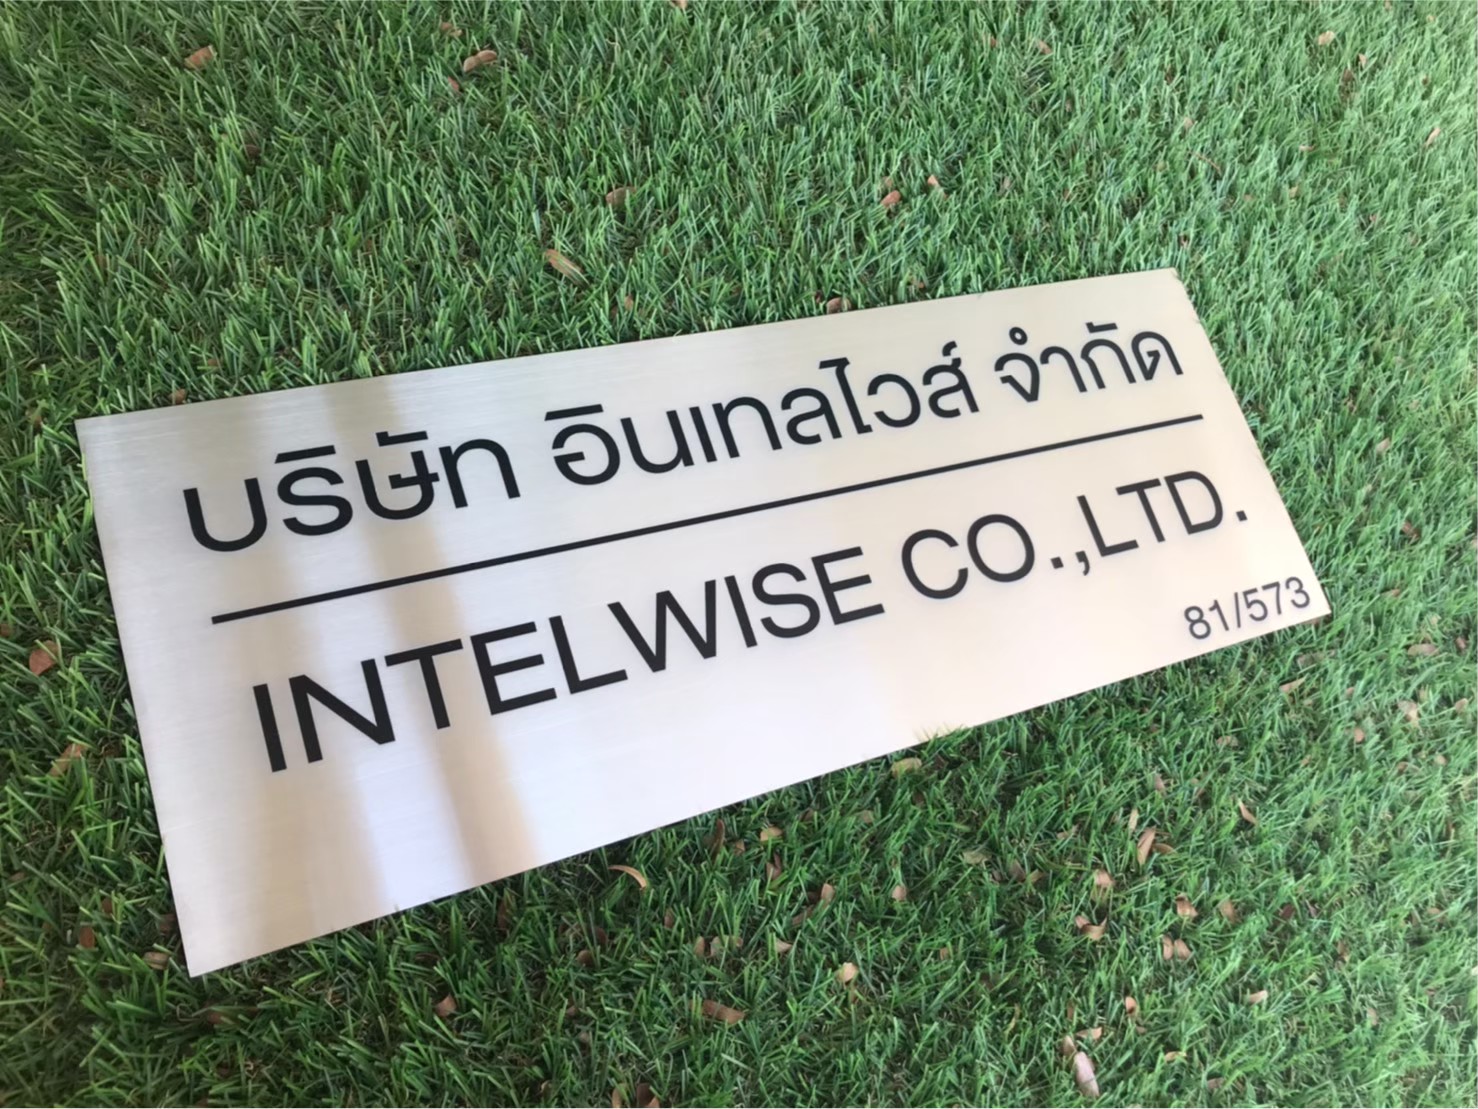 บริษัท อินเทลไวส์ จำกัด
INTELWISE CO.,LTD.
81/573